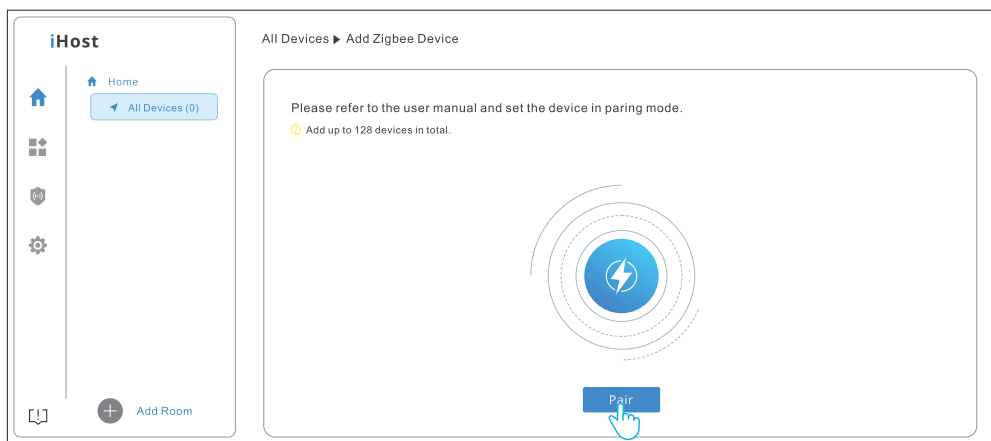 iHost
All Devices ▶ Add Zigbee Device
Home
All Devices (0)
Please refer to the user manual and set the device in paring mode.
Add up to 128 devices in total.
Pair
Add Room